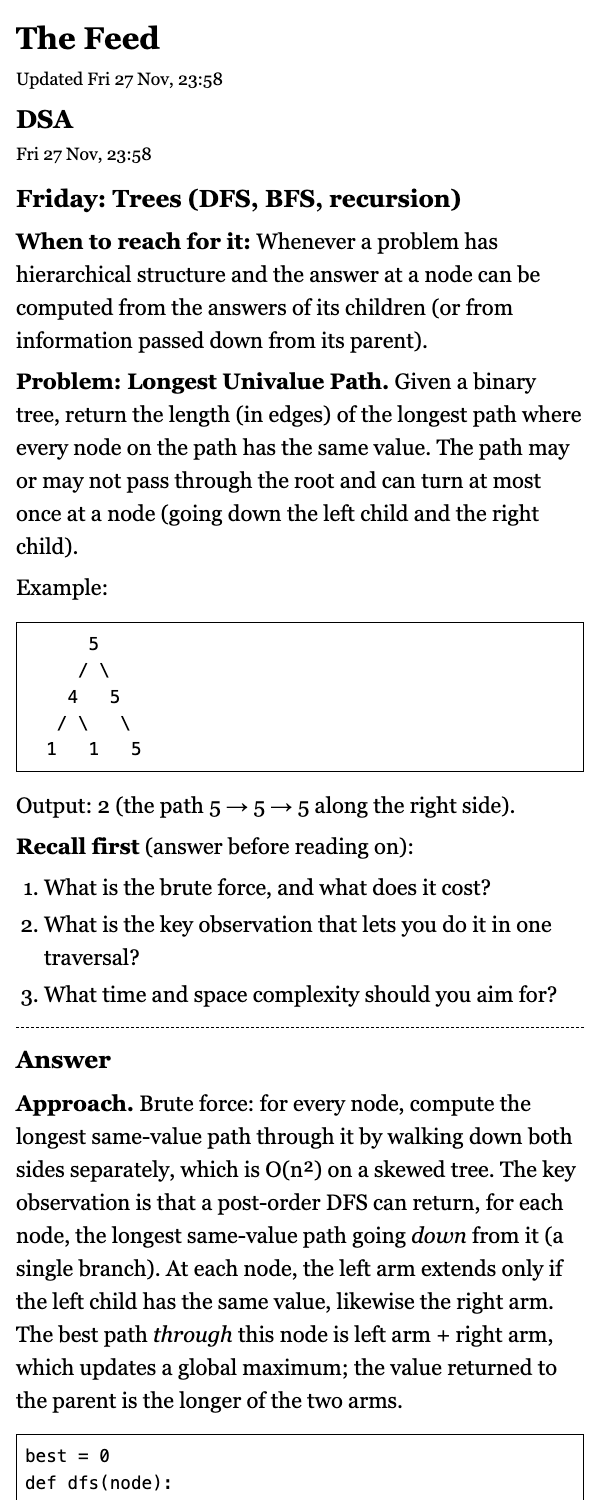 The Feed
Updated Fri 27 Nov, 23:58
DSA
Fri 27 Nov, 23:58
Friday: Trees (DFS, BFS, recursion)
When to reach for it: Whenever a problem has
hierarchical structure and the answer at a node can be
computed from the answers of its children (or from
information passed down from its parent).
Problem: Longest Univalue Path. Given a binary
tree, return the length (in edges) of the longest path where
every node on the path has the same value. The path may
or may not pass through the root and can turn at most
once at a node (going down the left child and the right
child).
Example:
      5
     / \
    4   5
   / \   \
  1   1   5
Output: 2 (the path 5 → 5 → 5 along the right side).
Recall first (answer before reading on):
1. What is the brute force, and what does it cost?
2. What is the key observation that lets you do it in one
traversal?
3. What time and space complexity should you aim for?
Answer
Approach. Brute force: for every node, compute the
longest same-value path through it by walking down both
sides separately, which is O(n²) on a skewed tree. The key
observation is that a post-order DFS can return, for each
node, the longest same-value path going down from it (a
single branch). At each node, the left arm extends only if
the left child has the same value, likewise the right arm.
The best path through this node is left arm + right arm,
which updates a global maximum; the value returned to
the parent is the longer of the two arms.
best = 0
def dfs(node):